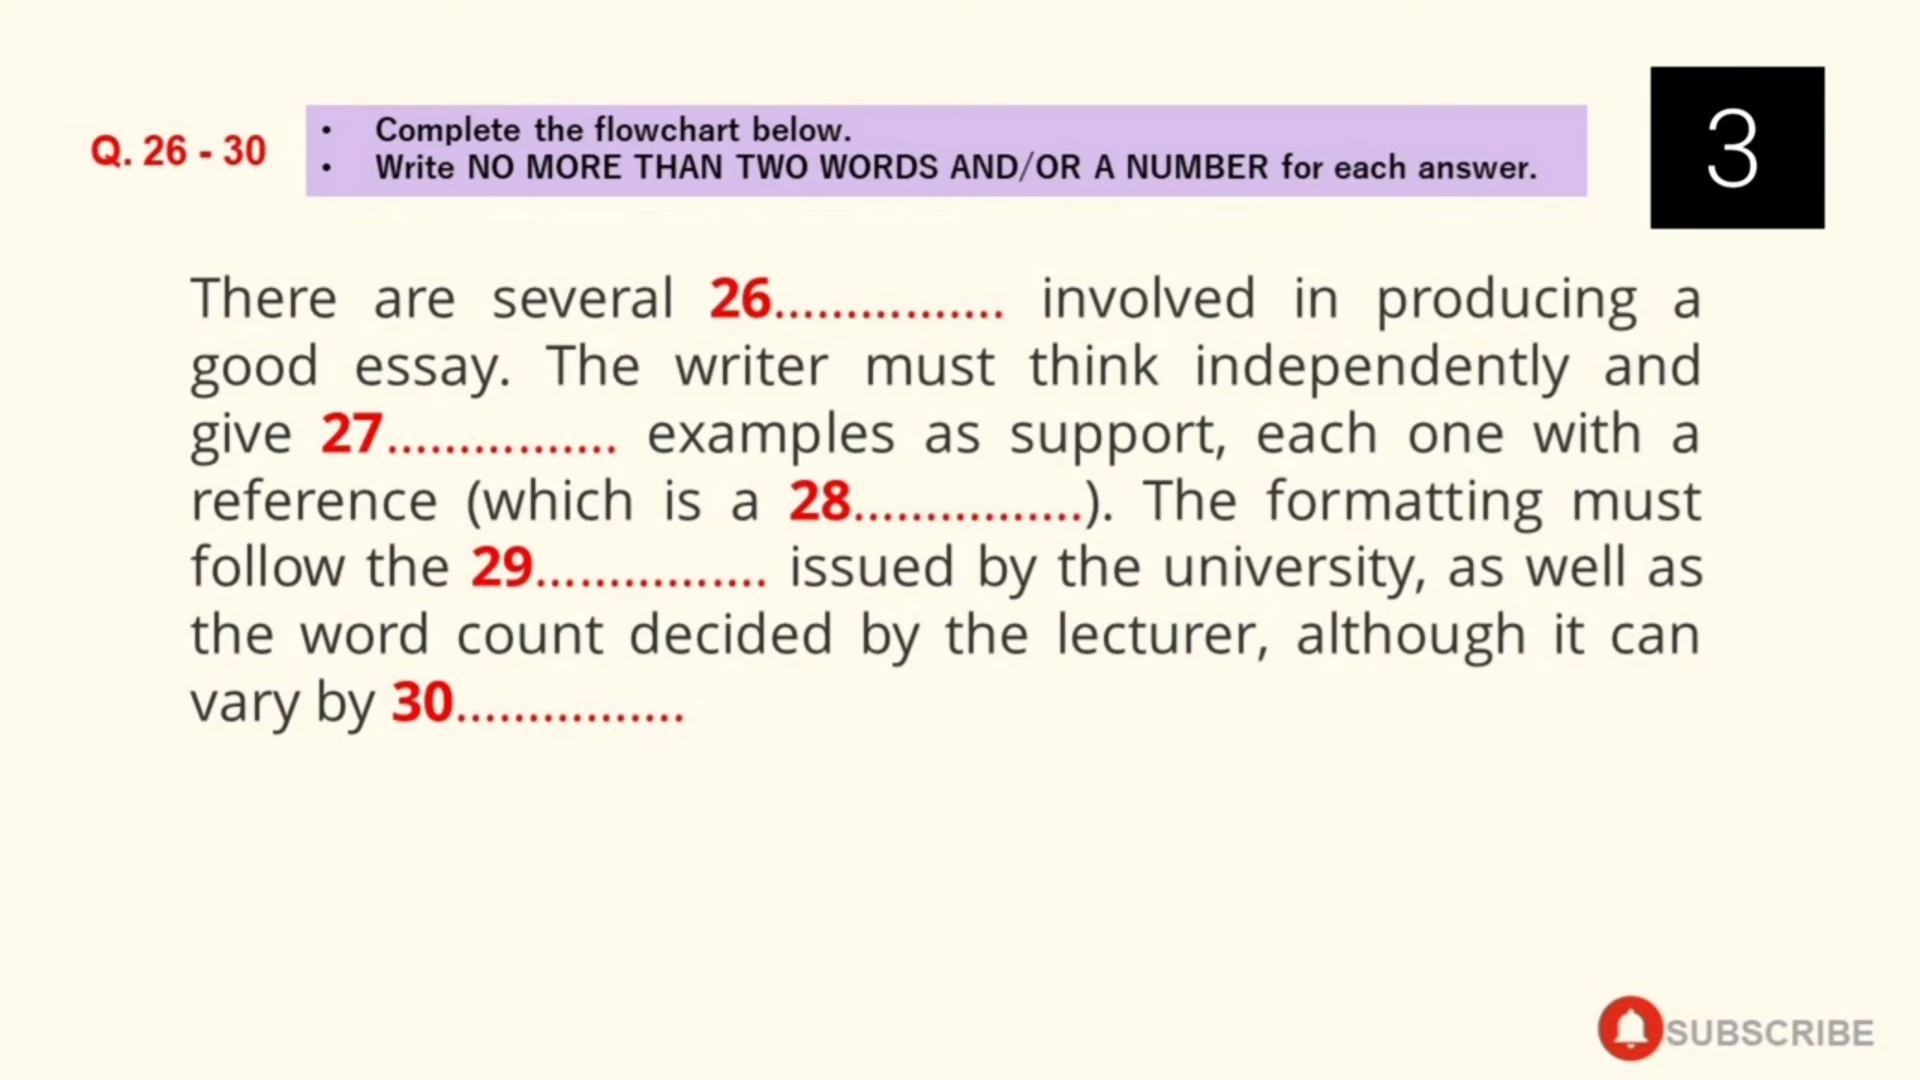 Q. 26 - 30
• Complete the flowchart below.
• Write NO MORE THAN TWO WORDS AND/OR A NUMBER for each answer.
3
There are several 26................ involved in producing a
good essay. The writer must think independently and
give 27................ examples as support, each one with a
reference (which is a 28................). The formatting must
follow the 29................ issued by the university, as well as
the word count decided by the lecturer, although it can
vary by 30................
SUBSCRIBE